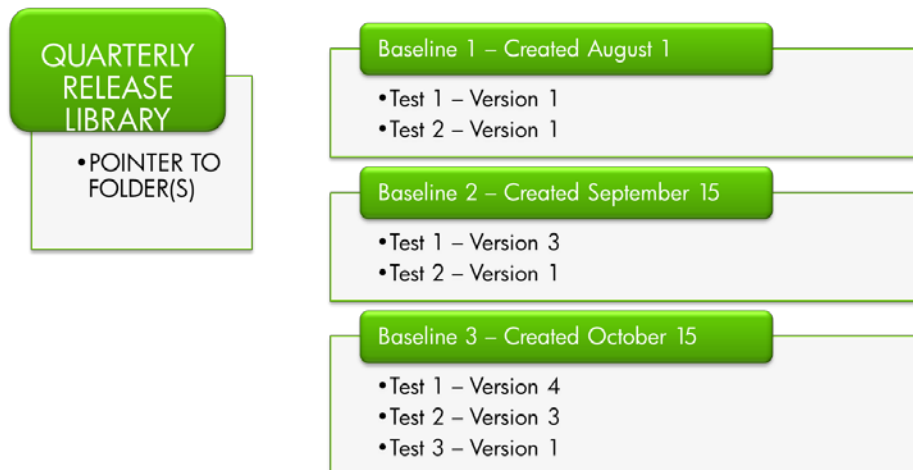 QUARTERLY
RELEASE
LIBRARY
•POINTER TO
FOLDER(S)
Baseline 1 – Created August 1
•Test 1 – Version 1
•Test 2 – Version 1
Baseline 2 – Created September 15
•Test 1 – Version 3
•Test 2 – Version 1
Baseline 3 – Created October 15
•Test 1 – Version 4
•Test 2 – Version 3
•Test 3 – Version 1